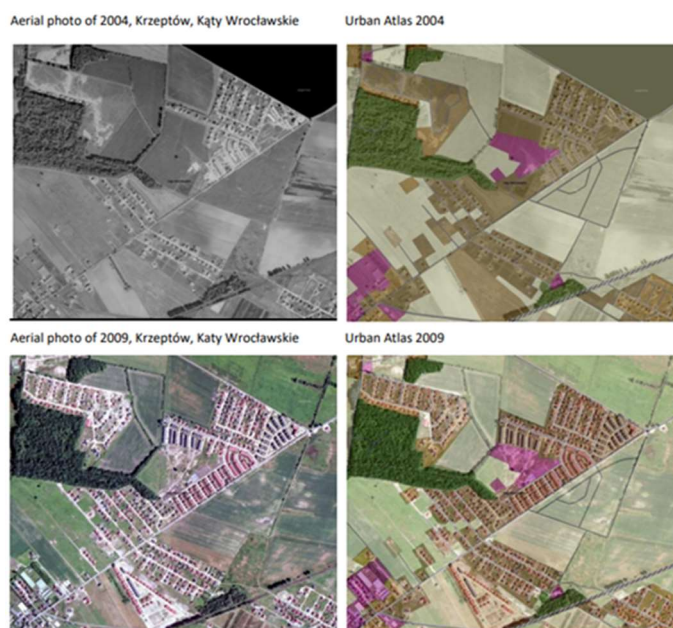 Aerial photo of 2004, Krzeptów, Kąty Wrocławskie
Urban Atlas 2004
Aerial photo of 2009, Krzeptów, Katy Wrocławskie
Urban Atlas 2009